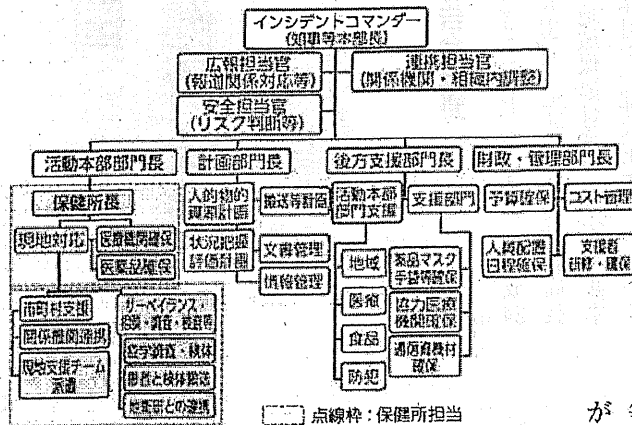 インシデントコマンダー
(知事等本部長)
広報担当官
(報道関係対応等)
連携担当官
(関係機関・組織内調整)
安全担当官
(リスク判断等)
活動本部部門長
計画部門長
後方支援部門長
財政・管理部門長
保健所長
現地対応
医療機関確保
医薬品確保
市町村支援
関係機関連携
現地支援チーム
派遣
サーベイランス・
疫学調査・検体
患者と検体搬送
地衛研との連携
人的物的
資源計画
搬送等計画
状況把握
評価計画
文書管理
情報管理
活動本部
部門支援
支援部門
地域
医療
食品
防犯
薬品マスク
手袋等確保
協力医療
機関確保
通信資機材
確保
予算確保
コスト管理
人員配置
日程確保
支援者
研修・確保
点線枠：保健所担当
が